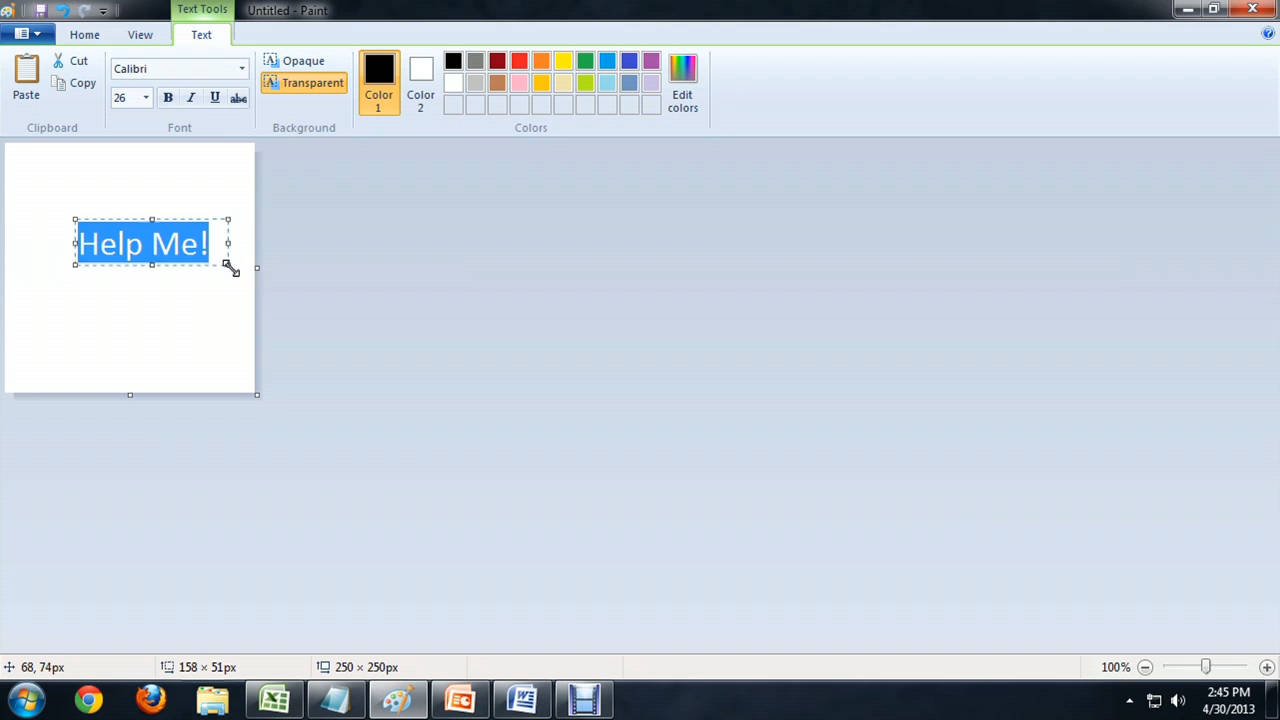 Text Tools
Untitled - Paint
Home
View
Text
Paste
Cut
Copy
Clipboard
Calibri
26
B I U abc
Font
Opaque
Transparent
Background
Color 1
Color 2
Edit colors
Colors
Help Me!
68, 74px
158 × 51px
250 × 250px
100%
2:45 PM
4/30/2013